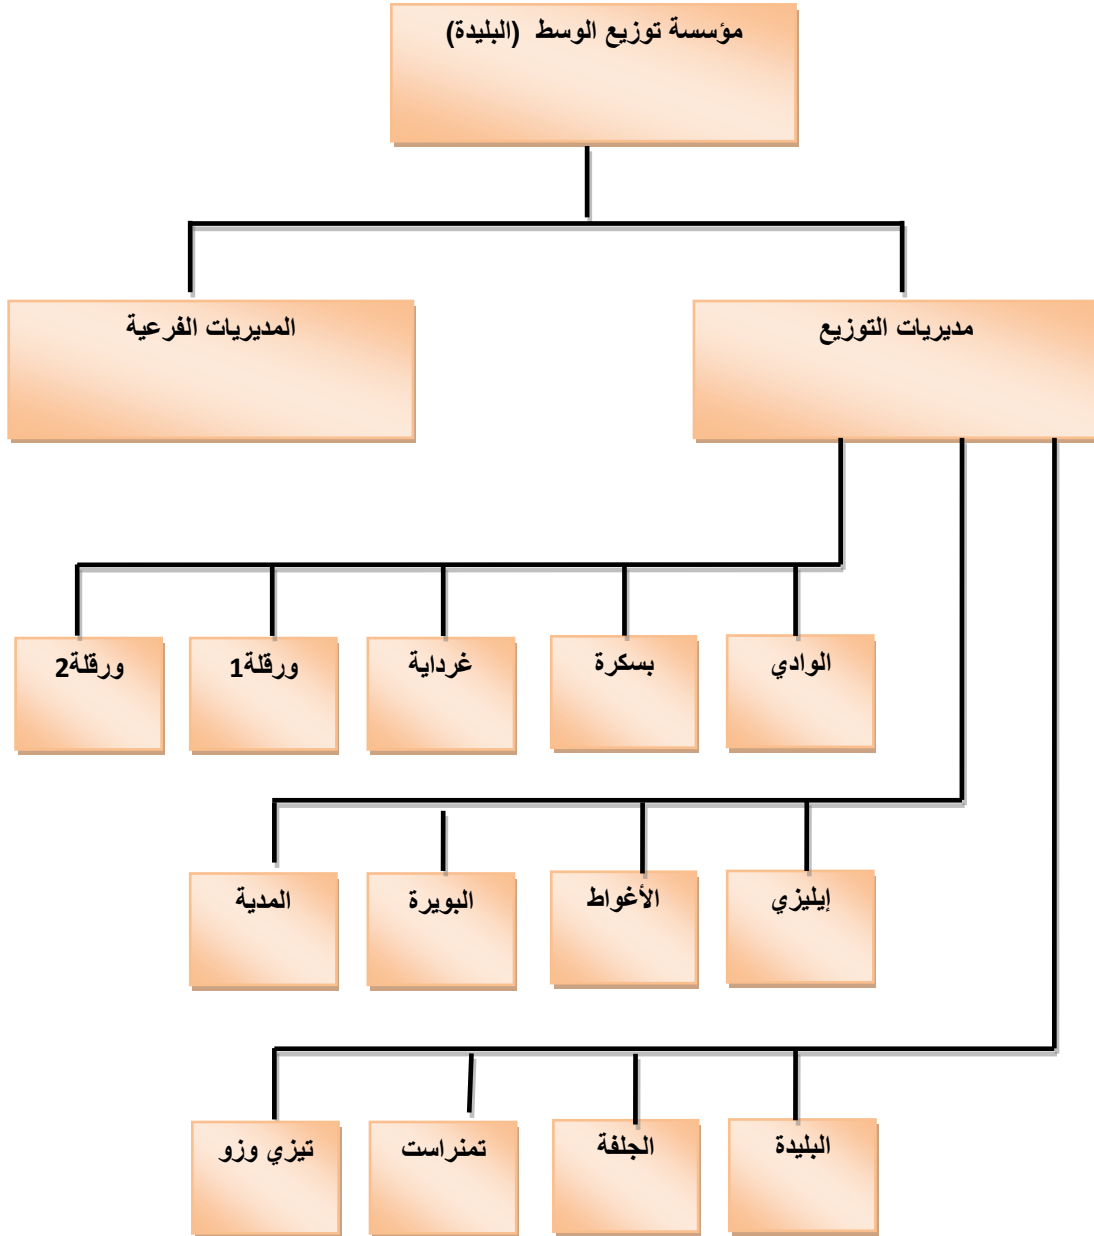 مؤسسة توزيع الوسط (البليدة)
مديريات التوزيع
المديريات الفرعية
الوادي
بسكرة
غرداية
ورقلة1
ورقلة2
إيليزي
الأغواط
البويرة
المدية
البليدة
الجلفة
تمنراست
تيزي وزو